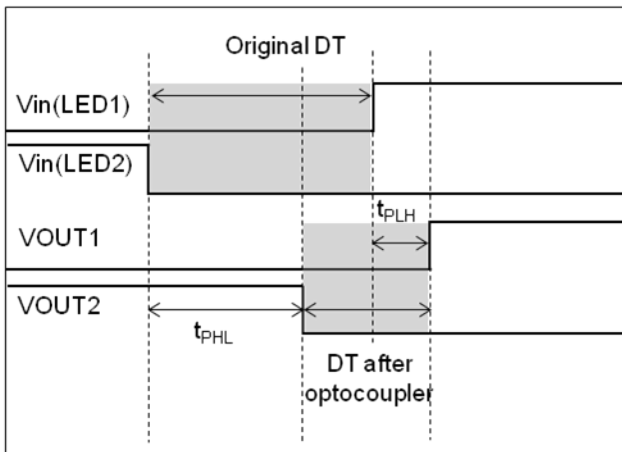 Original DT
Vin(LED1)
Vin(LED2)
tPLH
VOUT1
VOUT2
tPHL
DT after
optocoupler